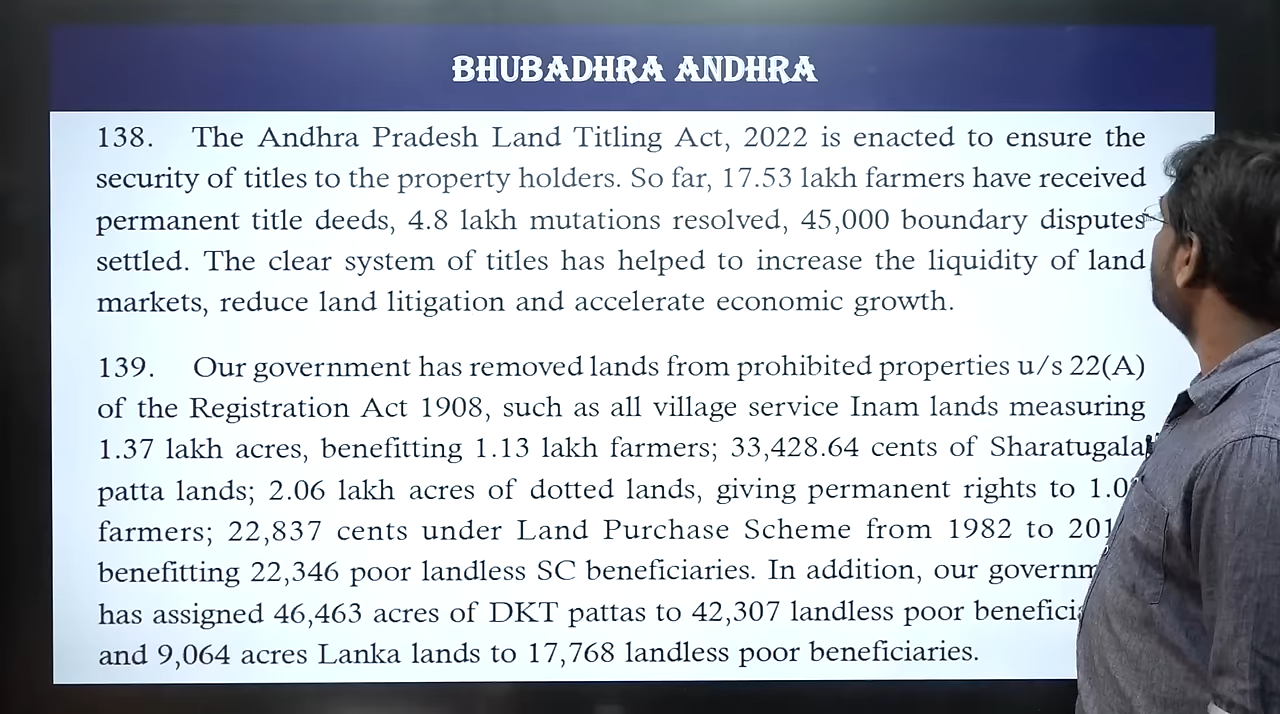 BHUBADHRA ANDHRA
138. The Andhra Pradesh Land Titling Act, 2022 is enacted to ensure the
security of titles to the property holders. So far, 17.53 lakh farmers have received
permanent title deeds, 4.8 lakh mutations resolved, 45,000 boundary disputes
settled. The clear system of titles has helped to increase the liquidity of land
markets, reduce land litigation and accelerate economic growth.
139. Our government has removed lands from prohibited properties u/s 22(A)
of the Registration Act 1908, such as all village service Inam lands measuring
1.37 lakh acres, benefitting 1.13 lakh farmers; 33,428.64 cents of Sharatugala
patta lands; 2.06 lakh acres of dotted lands, giving permanent rights to
farmers; 22,837 cents under Land Purchase Scheme from 1982 to
benefitting 22,346 poor landless SC beneficiaries. In addition, our
has assigned 46,463 acres of DKT pattas to 42,307 landless poor
and 9,064 acres Lanka lands to 17,768 landless poor beneficiaries.